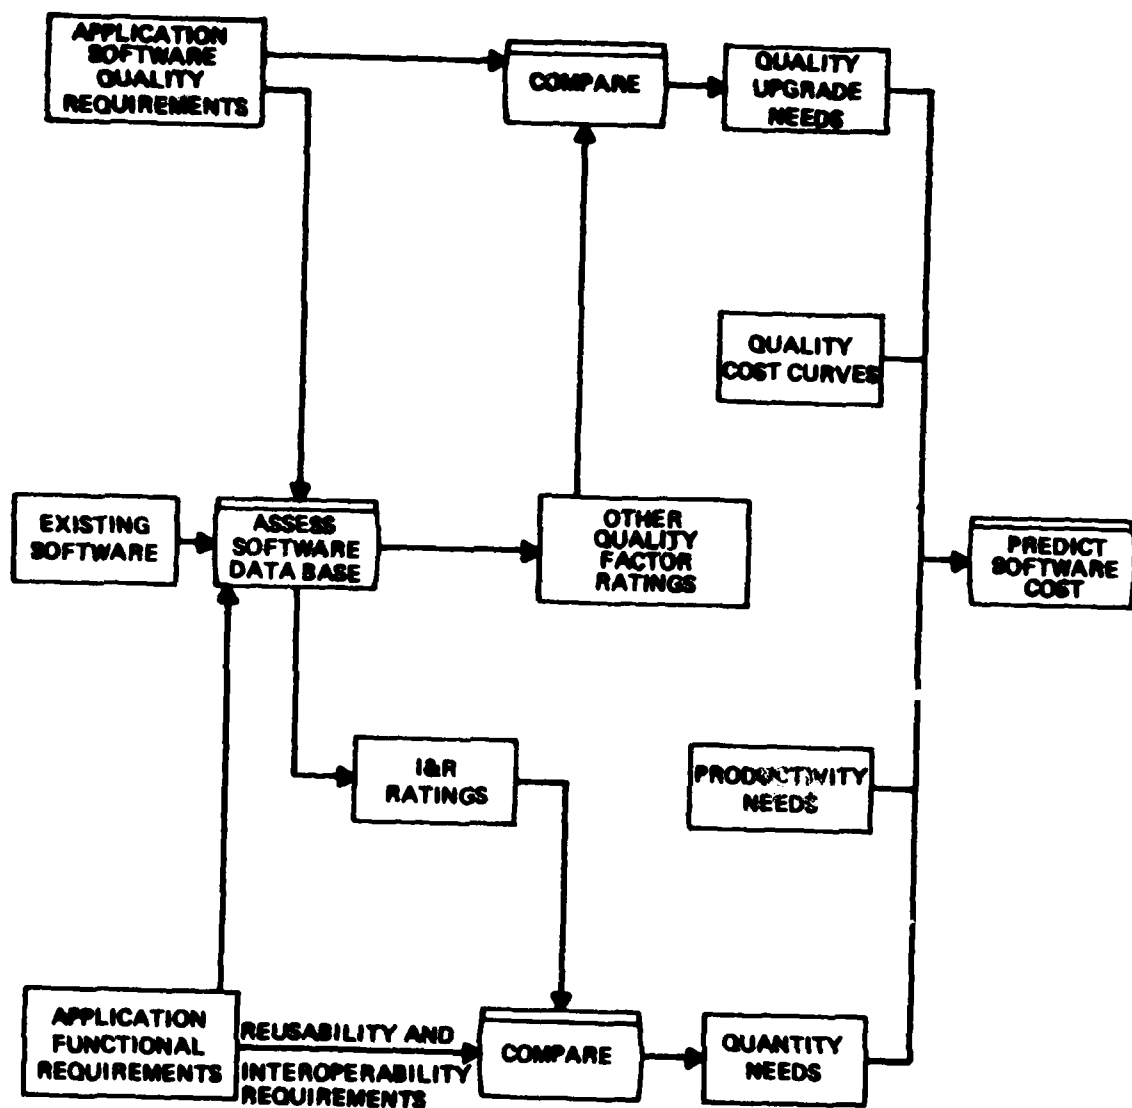 APPLICATION
SOFTWARE
QUALITY
REQUIREMENTS
COMPARE
QUALITY
UPGRADE
NEEDS
QUALITY
COST CURVES
EXISTING
SOFTWARE
ASSESS
SOFTWARE
DATA BASE
OTHER
QUALITY
FACTOR
RATINGS
PREDICT
SOFTWARE
COST
I&R
RATINGS
PRODUCTIVITY
NEEDS
APPLICATION
FUNCTIONAL
REQUIREMENTS
REUSABILITY AND
INTEROPERABILITY
REQUIREMENTS
COMPARE
QUANTITY
NEEDS